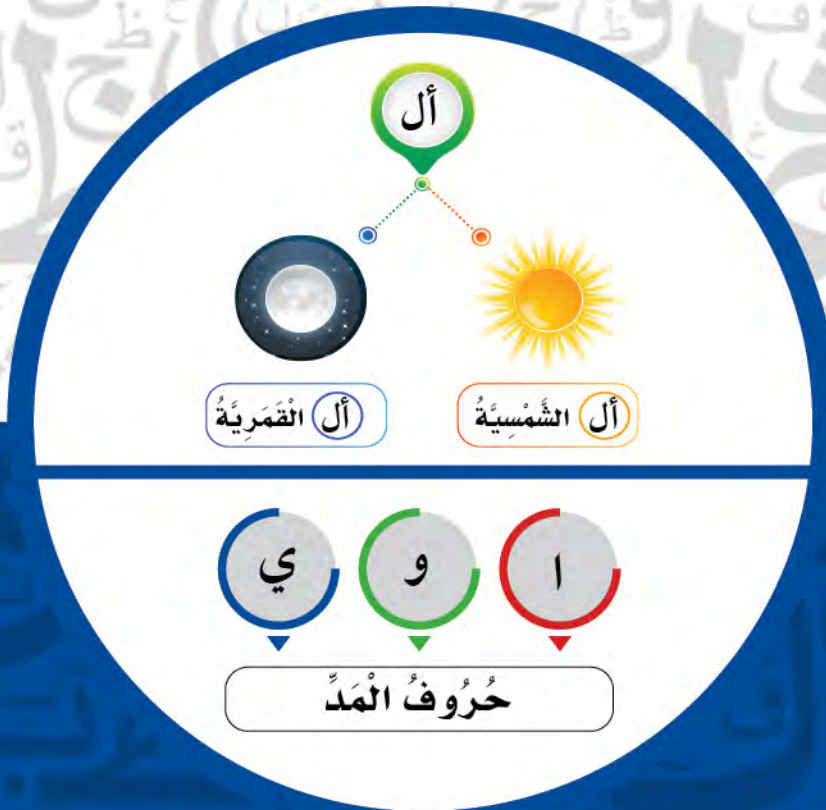 أل
أل الشَّمْسِيَّةُ
أل الْقَمَرِيَّةُ
ا و ي
حُرُوفُ الْمَدِّ